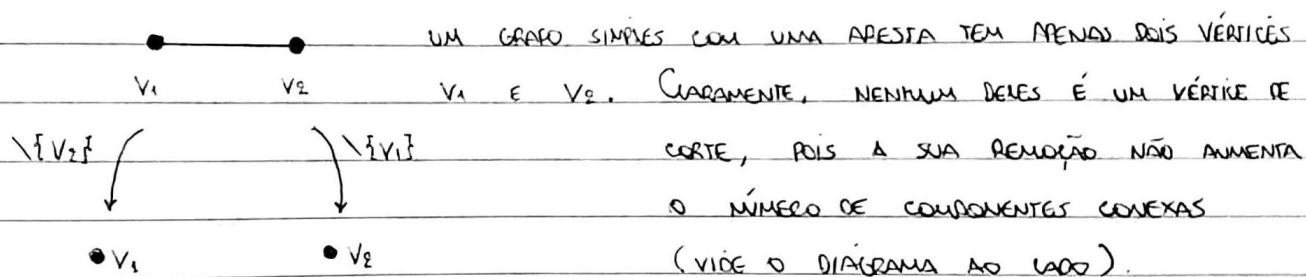 UM GRAFO SIMPLES COM UMA ARESTA TEM APENAS DOIS VÉRTICES
V1 V2 V1 E V2. CLARAMENTE, NENHUM DELES É UM VÉRTICE DE
\{V2} \{V1} CORTE, POIS A SUA REMOÇÃO NÃO AUMENTA
O NÚMERO DE COMPONENTES CONEXAS
V1 V2 (VIDE O DIAGRAMA AO LADO).